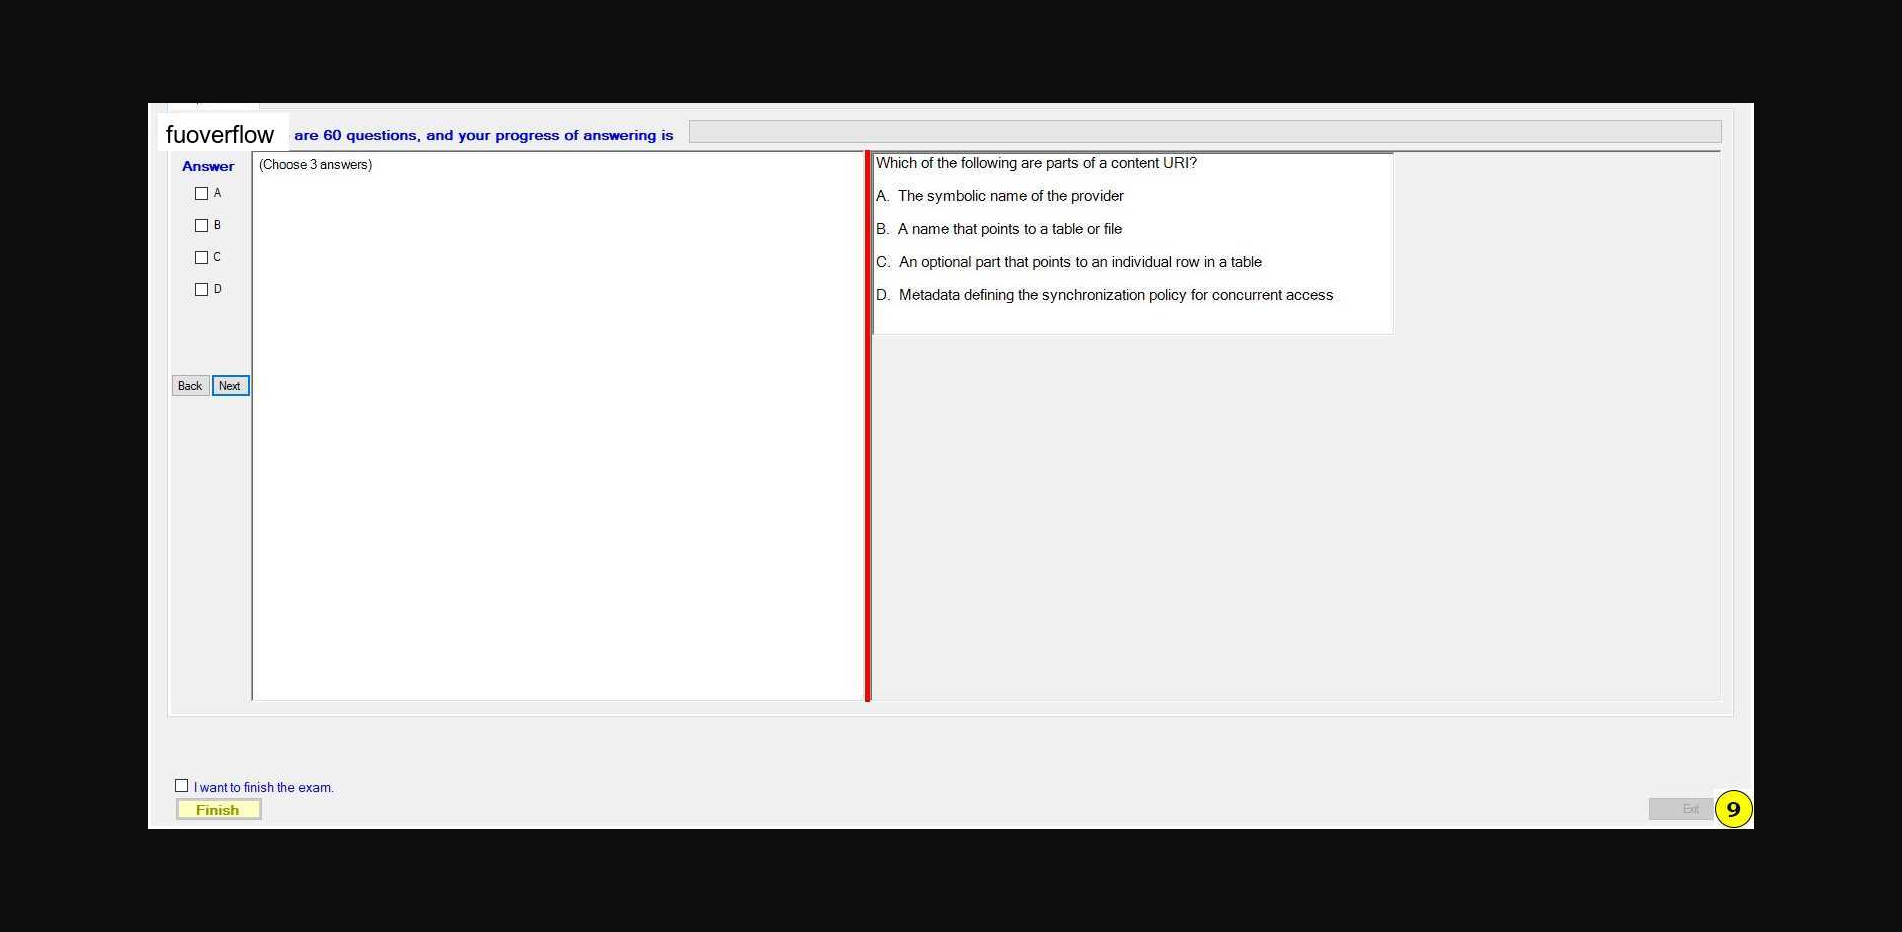 fuoverflow are 60 questions, and your progress of answering is
Answer
A
B
C
D
Back Next
(Choose 3 answers)
Which of the following are parts of a content URI?
A. The symbolic name of the provider
B. A name that points to a table or file
C. An optional part that points to an individual row in a table
D. Metadata defining the synchronization policy for concurrent access
I want to finish the exam.
Finish
Exit
9